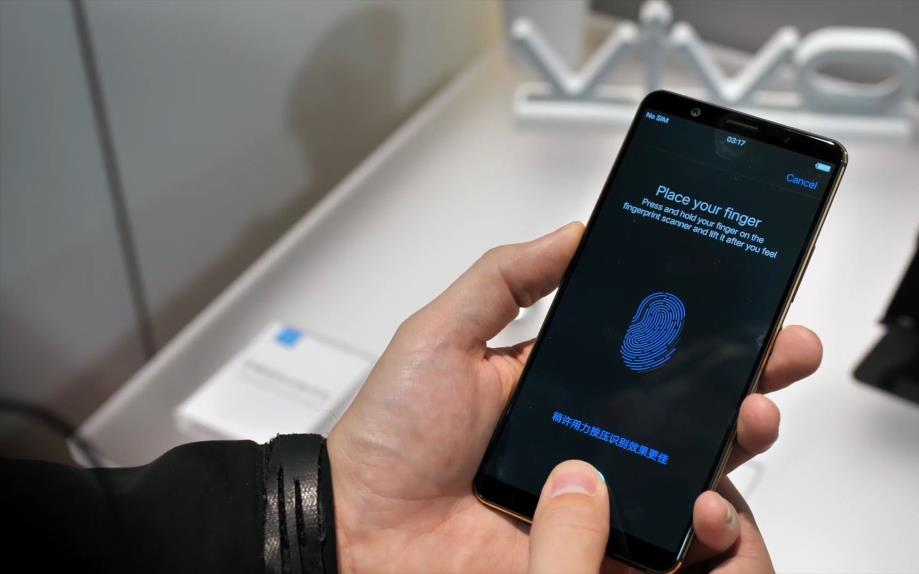 vivo
No SIM
03:17
Cancel
Place your finger
Press and hold your finger on the
fingerprint scanner and lift it after you feel
稍许用力按压识别效果更佳